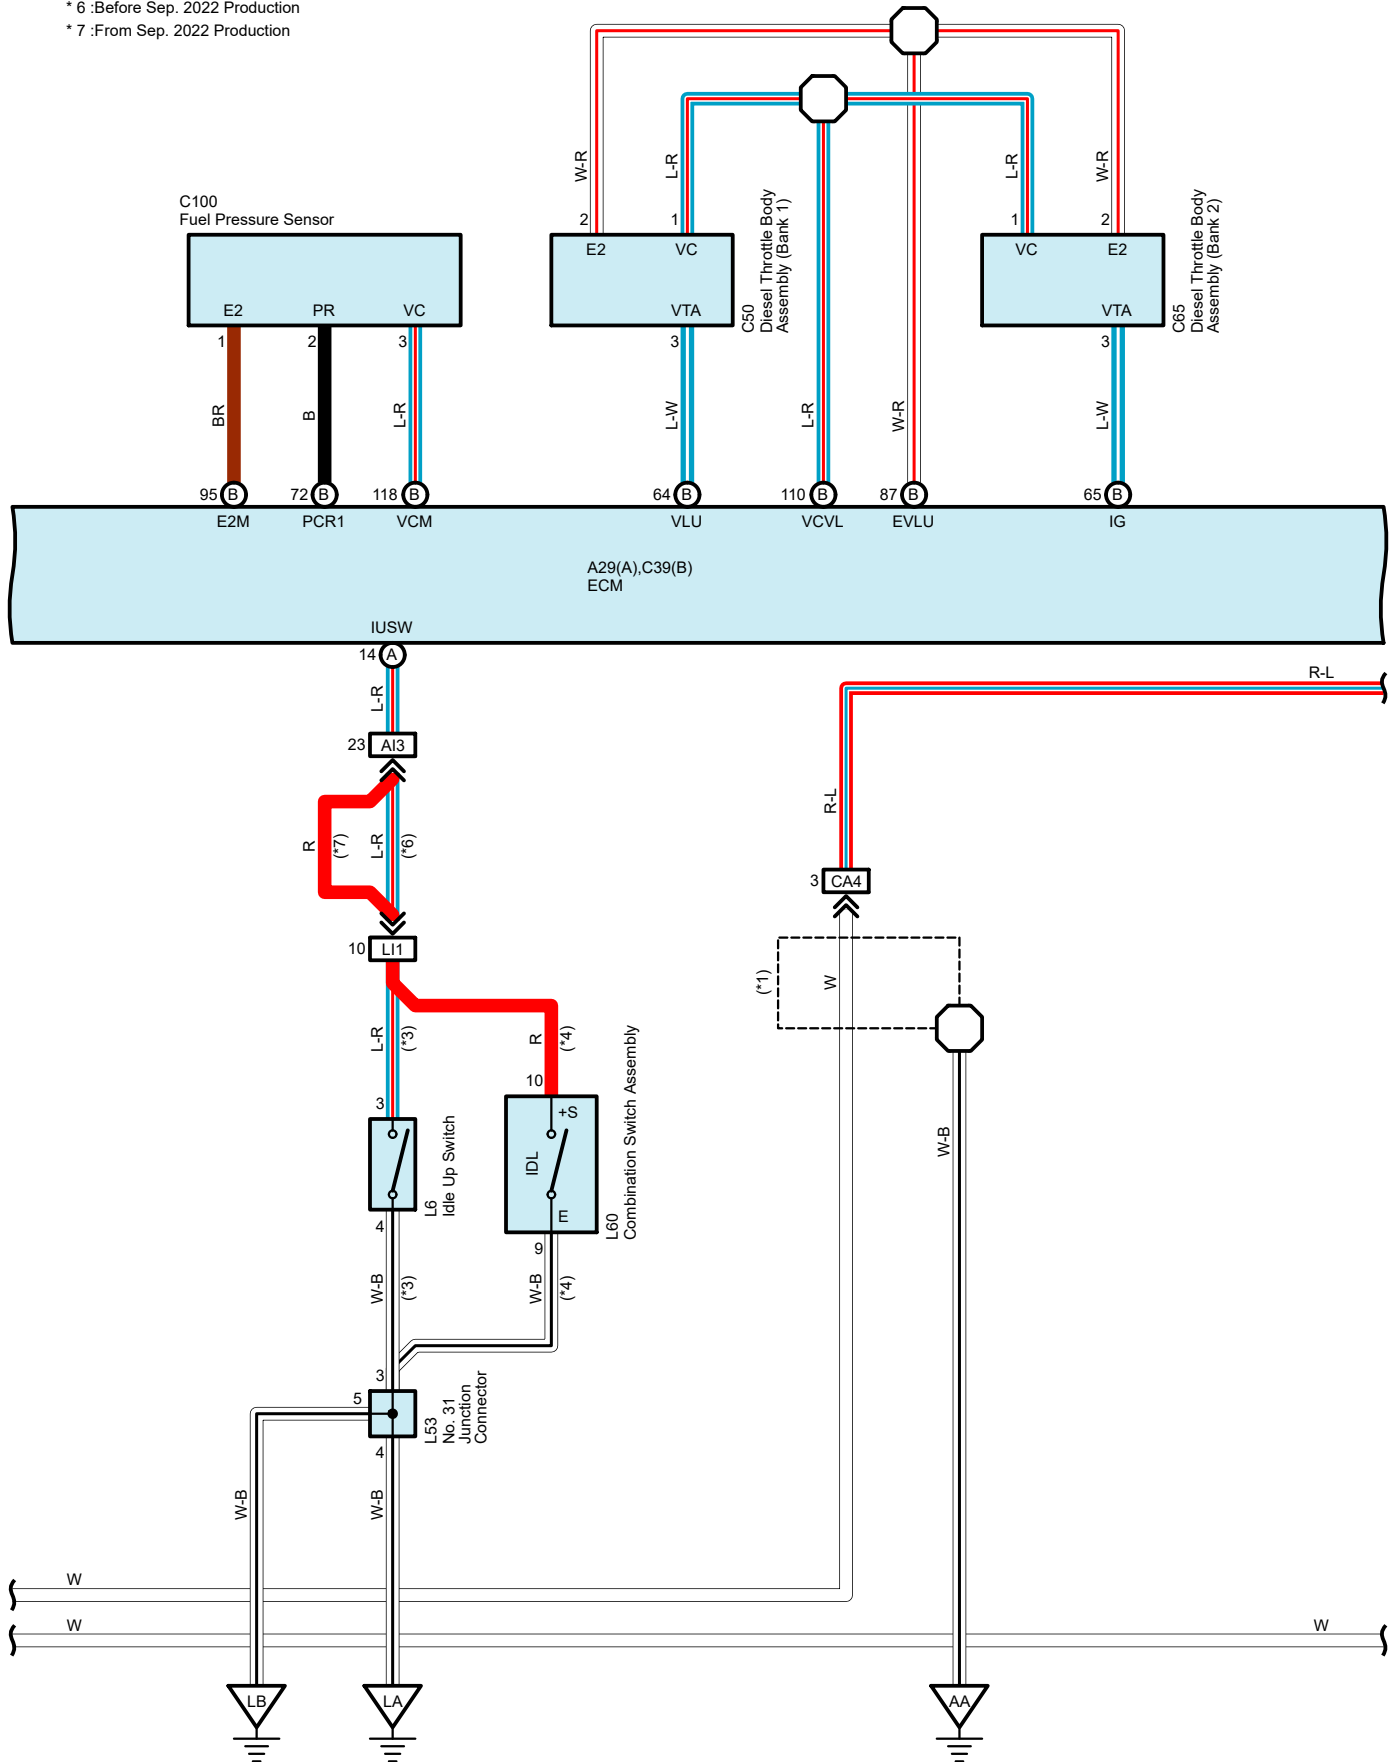 * 6 :Before Sep. 2022 Production
* 7 :From Sep. 2022 Production
W-R
L-R
L-R
W-R
C100
Fuel Pressure Sensor
2
1
1
2
E2
VC
VC
E2
C50
Diesel Throttle Body
Assembly (Bank 1)
C65
Diesel Throttle Body
Assembly (Bank 2)
E2
PR
VC
VTA
VTA
1
2
3
3
3
BR
B
L-R
L-W
L-R
W-R
L-W
95 B
72 B
118 B
64 B
110 B
87 B
65 B
E2M
PCR1
VCM
VLU
VCVL
EVLU
IG
A29(A),C39(B)
ECM
IUSW
14 A
L-R
R-L
23 AI3
R
(*7)
L-R
(*6)
R-L
3 CA4
10 LI1
(*1)
W
L-R
(*3)
R
(*4)
3
10
+S
IDL
E
L6
Idle Up Switch
L60
Combination Switch Assembly
W-B
4
9
W-B
(*3)
W-B
(*4)
3
5
L53
No. 31
Junction
Connector
4
W-B
W-B
W
W
W
LB
LA
AA